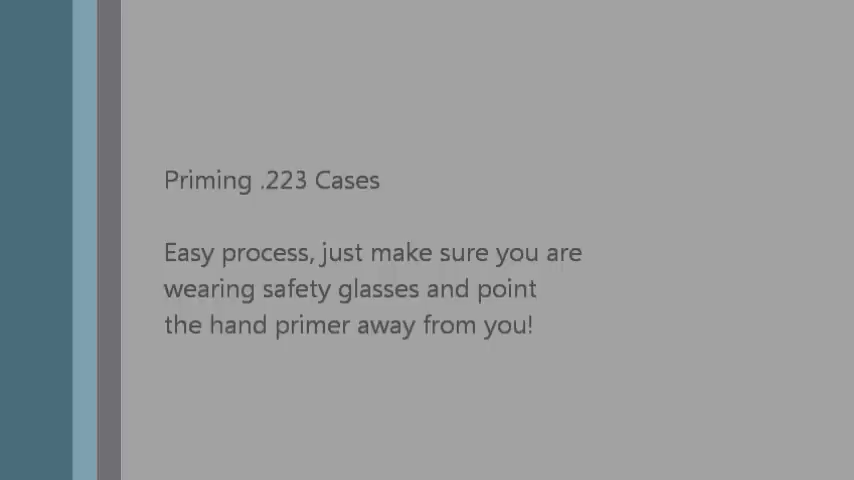 Priming .223 Cases
Easy process, just make sure you are
wearing safety glasses and point
the hand primer away from you!